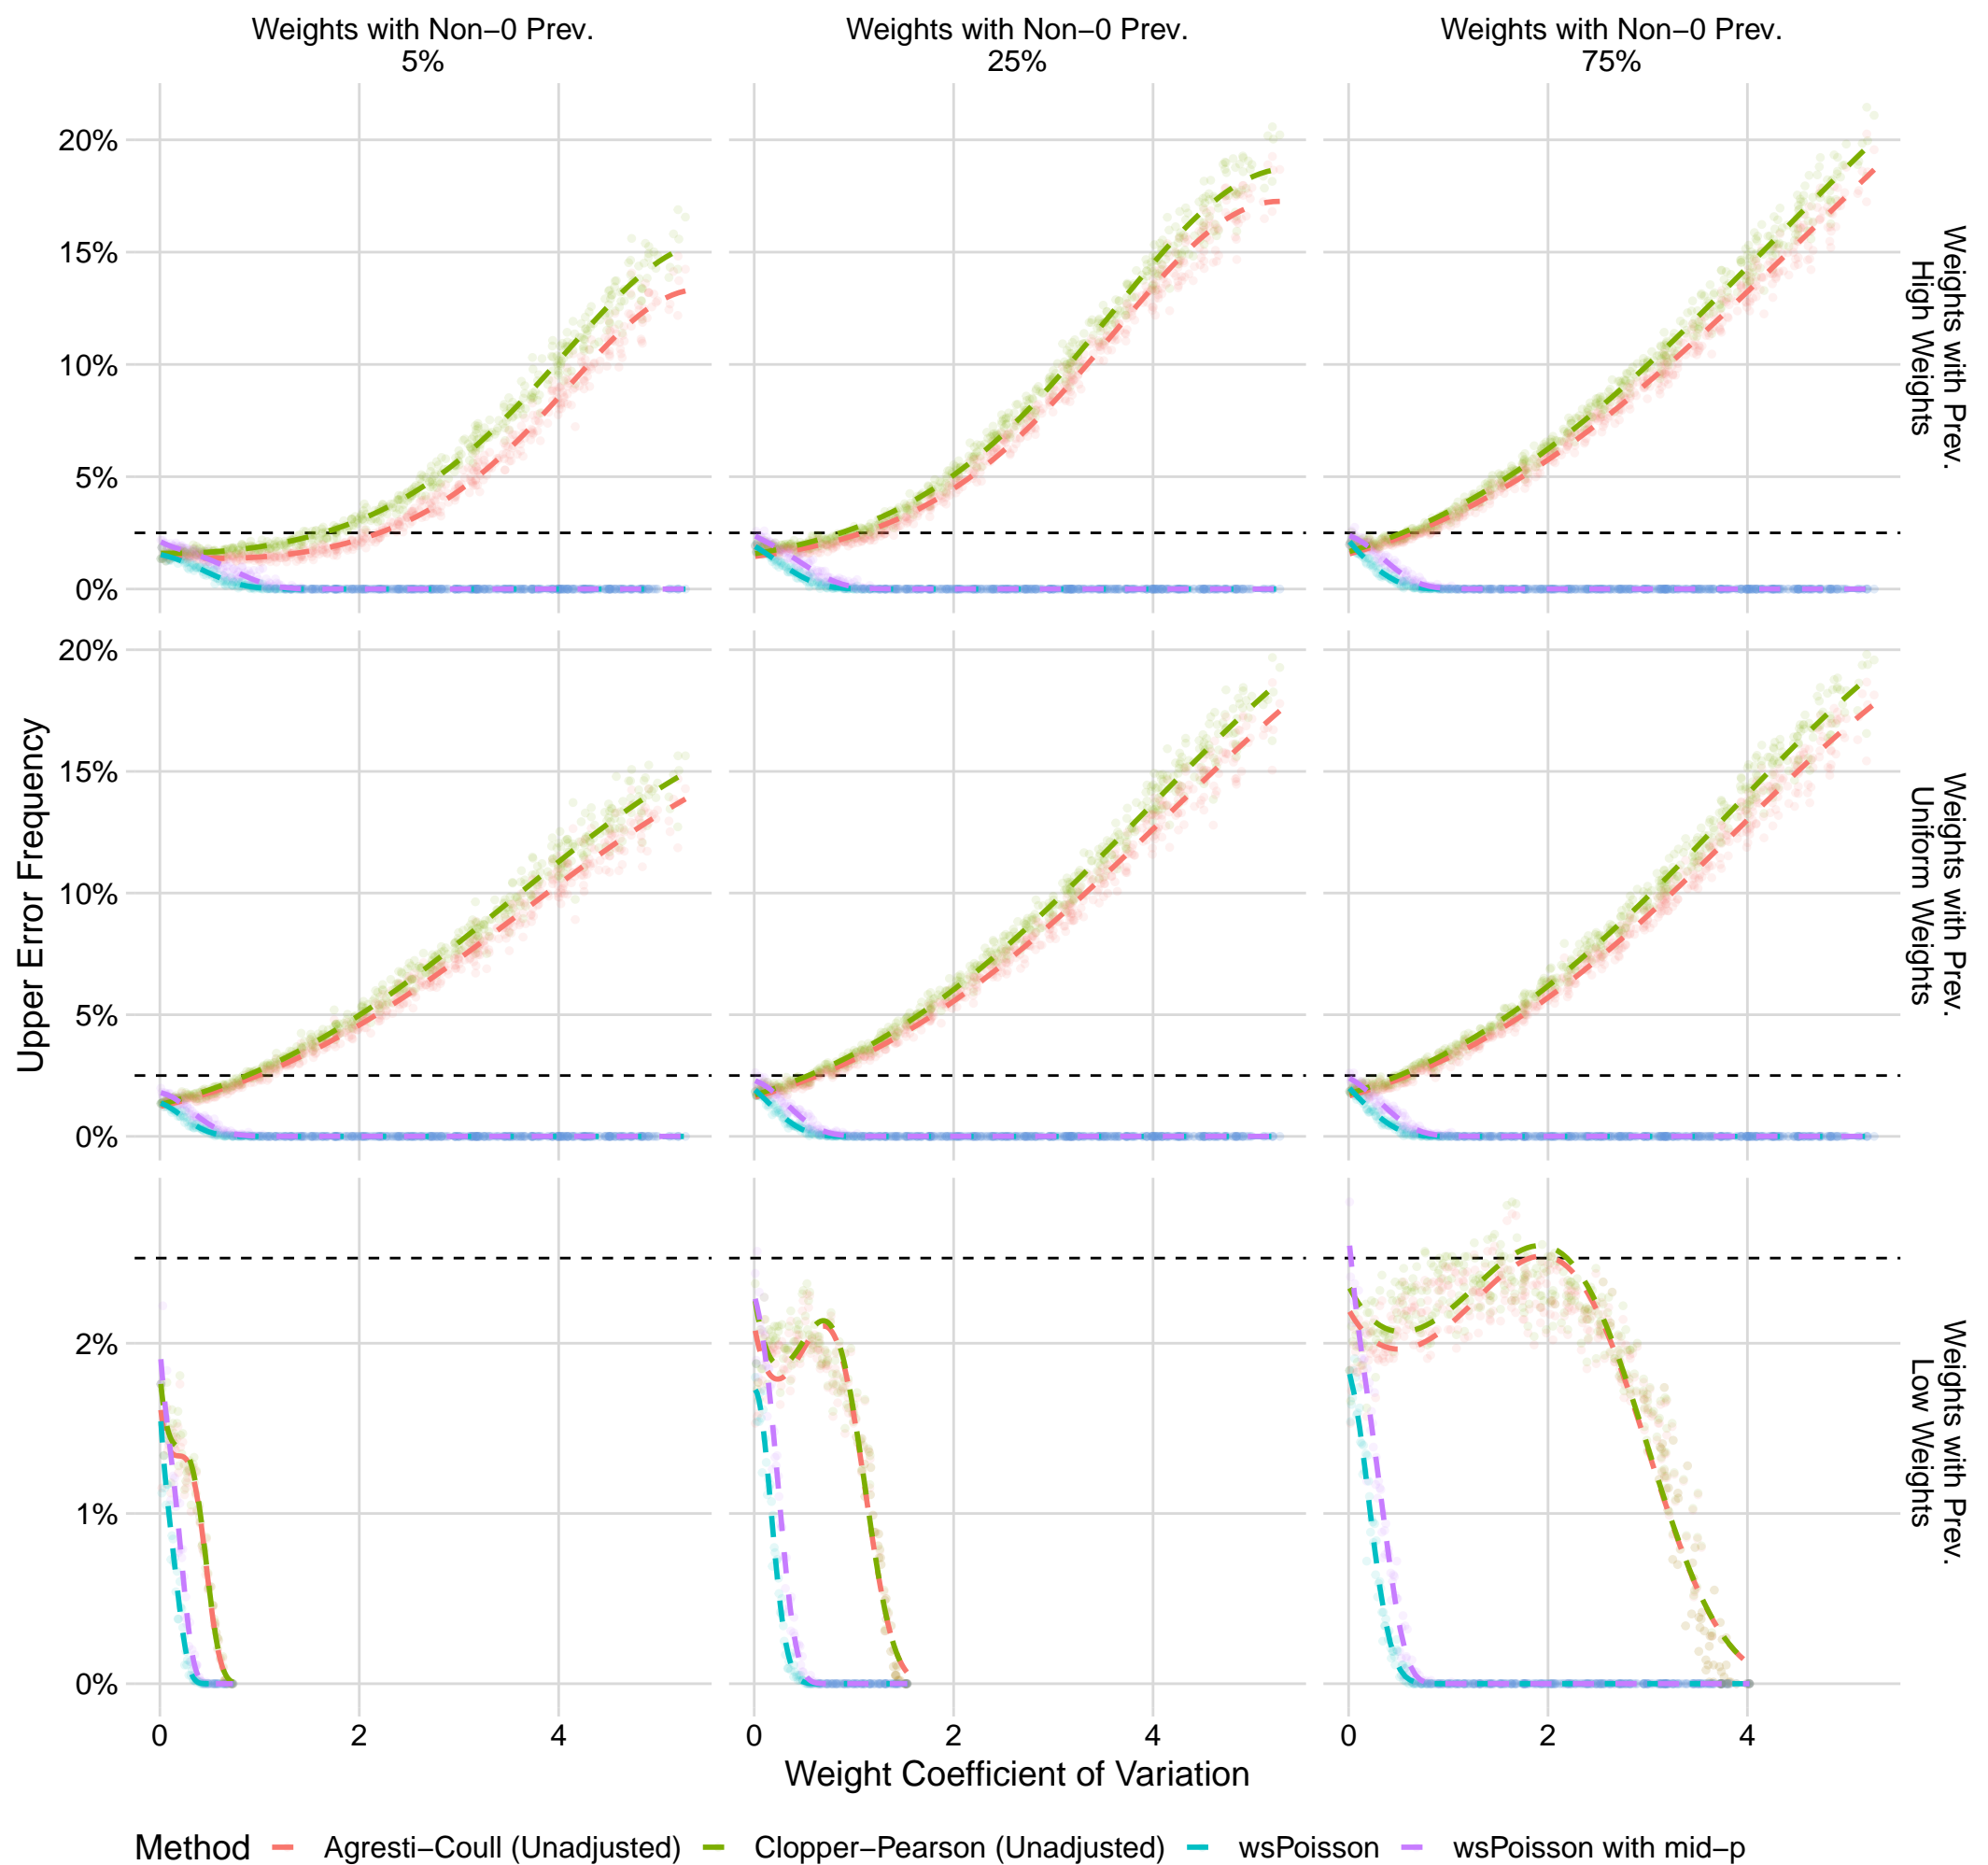 Weights with Non−0 Prev.
5%
Weights with Non−0 Prev.
25%
Weights with Non−0 Prev.
75%
20%
15%
10%
5%
0%
Weights with Prev.
High Weights
20%
15%
10%
5%
0%
Weights with Prev.
Uniform Weights
2%
1%
0%
Weights with Prev.
Low Weights
Upper Error Frequency
0 2 4
0 2 4
0 2 4
Weight Coefficient of Variation
Method Agresti−Coull (Unadjusted) Clopper−Pearson (Unadjusted) wsPoisson wsPoisson with mid−p